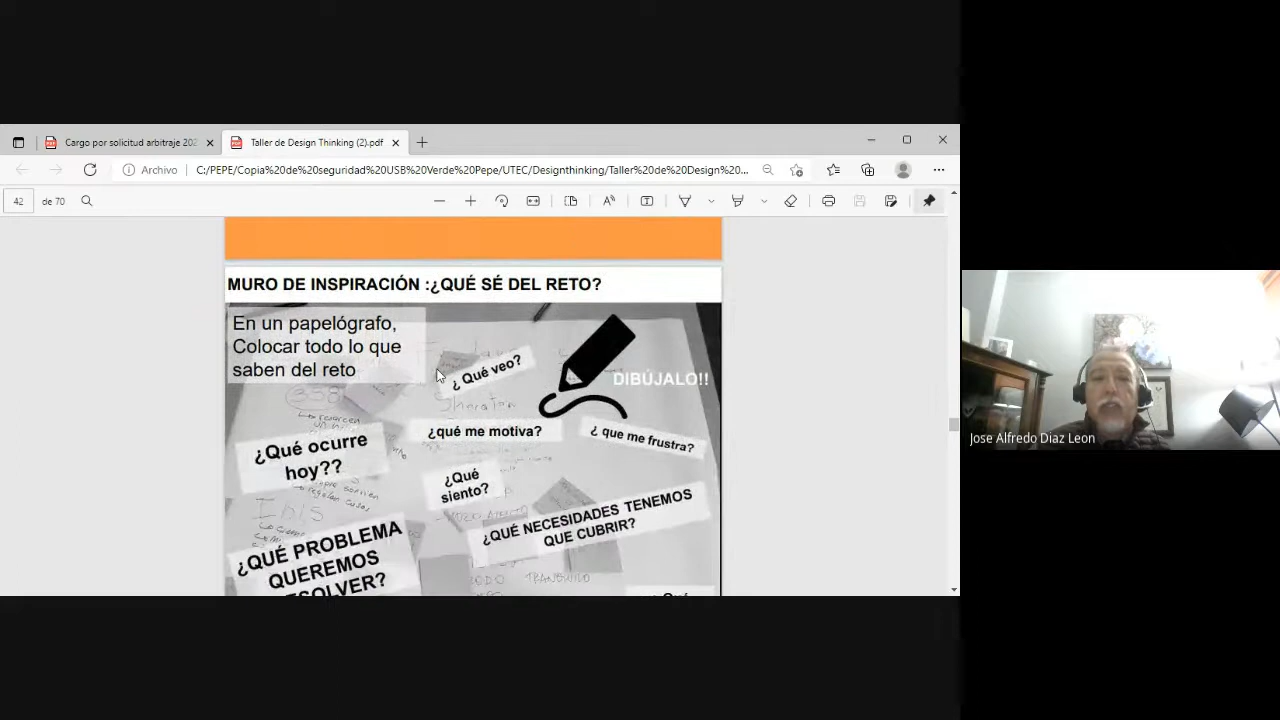 Cargo por solicitud arbitraje 202
Taller de Design Thinking (2).pdf
Archivo
C:/PEPE/Copia%20de%20seguridad%20USB%20Verde%20Pepe/UTEC/Designthinking/Taller%20de%20Design%20...
42
de 70
MURO DE INSPIRACIÓN :¿QUÉ SÉ DEL RETO?
En un papelógrafo,
Colocar todo lo que
saben del reto
¿ Qué veo?
DIBÚJALO!!
Sheraton
¿qué me motiva?
¿ que me frustra?
¿Qué ocurre
hoy??
¿Qué
siento?
¿QUÉ NECESIDADES TENEMOS
QUE CUBRIR?
¿QUÉ PROBLEMA
QUEREMOS
Jose Alfredo Diaz Leon